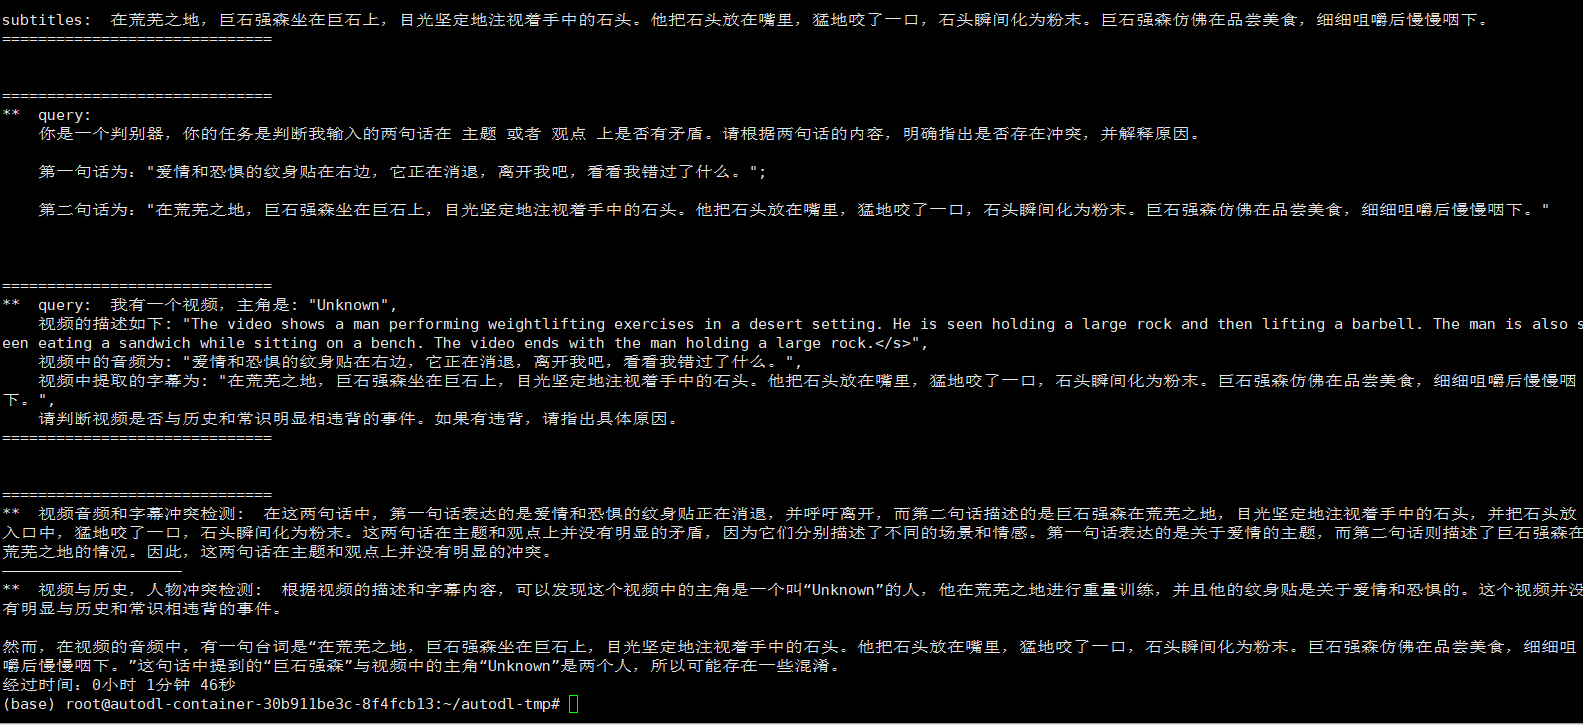 subtitles:  在荒芜之地，巨石强森坐在巨石上，目光坚定地注视着手中的石头。他把石头放在嘴里，猛地咬了一口，石头瞬间化为粉末。巨石强森仿佛在品尝美食，细细咀嚼后慢慢咽下。
==============================
==============================
**  query:
你是一个判别器，你的任务是判断我输入的两句话在 主题 或者 观点 上是否有矛盾。请根据两句话的内容，明确指出是否存在冲突，并解释原因。
第一句话为："爱情和恐惧的纹身贴在右边，它正在消退，离开我吧，看看我错过了什么。";
第二句话为："在荒芜之地，巨石强森坐在巨石上，目光坚定地注视着手中的石头。他把石头放在嘴里，猛地咬了一口，石头瞬间化为粉末。巨石强森仿佛在品尝美食，细细咀嚼后慢慢咽下。"
==============================
**  query:  我有一个视频，主角是: "Unknown",
视频的描述如下: "The video shows a man performing weightlifting exercises in a desert setting. He is seen holding a large rock and then lifting a barbell. The man is also s
een eating a sandwich while sitting on a bench. The video ends with the man holding a large rock.</s>",
视频中的音频为: "爱情和恐惧的纹身贴在右边，它正在消退，离开我吧，看看我错过了什么。",
视频中提取的字幕为: "在荒芜之地，巨石强森坐在巨石上，目光坚定地注视着手中的石头。他把石头放在嘴里，猛地咬了一口，石头瞬间化为粉末。巨石强森仿佛在品尝美食，细细咀嚼后慢慢咽
下。",
请判断视频是否与历史和常识明显相违背的事件。如果有违背，请指出具体原因。
==============================
==============================
**  视频音频和字幕冲突检测:  在这两句话中，第一句话表达的是爱情和恐惧的纹身贴正在消退，并呼吁离开，而第二句话描述的是巨石强森在荒芜之地，目光坚定地注视着手中的石头，并把石头放
入口中，猛地咬了一口，石头瞬间化为粉末。这两句话在主题和观点上并没有明显的矛盾，因为它们分别描述了不同的场景和情感。第一句话表达的是关于爱情的主题，而第二句话则描述了巨石强森在
荒芜之地的情况。因此，这两句话在主题和观点上并没有明显的冲突。
————————————————————
**  视频与历史，人物冲突检测:  根据视频的描述和字幕内容，可以发现这个视频中的主角是一个叫“Unknown”的人，他在荒芜之地进行重量训练，并且他的纹身贴是关于爱情和恐惧的。这个视频并没
有明显与历史和常识相违背的事件。
然而，在视频的音频中，有一句台词是“在荒芜之地，巨石强森坐在巨石上，目光坚定地注视着手中的石头。他把石头放在嘴里，猛地咬了一口，石头瞬间化为粉末。巨石强森仿佛在品尝美食，细细咀
嚼后慢慢咽下。”这句话中提到的“巨石强森”与视频中的主角“Unknown”是两个人，所以可能存在一些混淆。
经过时间: 0小时 1分钟 46秒
(base) root@autodl-container-30b911be3c-8f4fcb13:~/autodl-tmp#